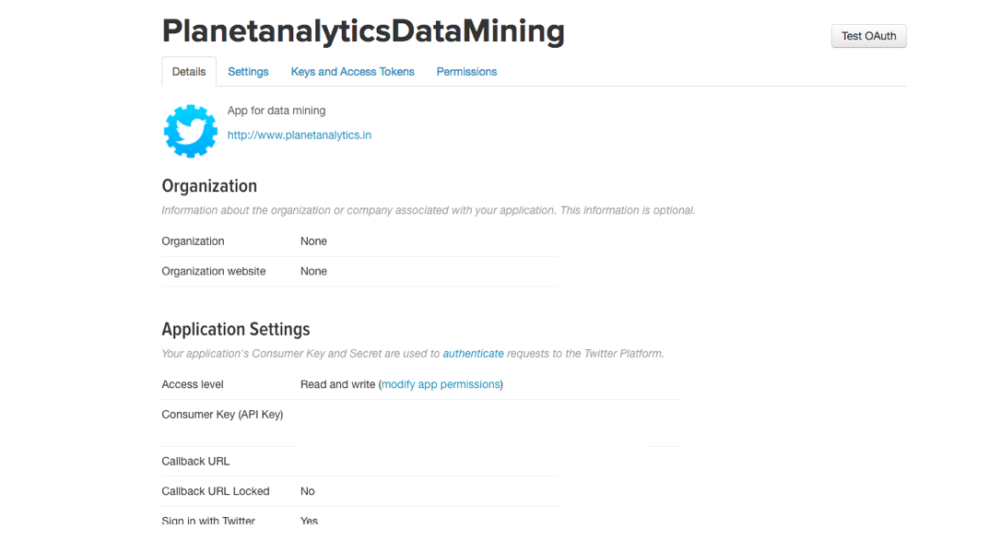 PlanetanalyticsDataMining
Test OAuth
Details Settings Keys and Access Tokens Permissions
App for data mining
http://www.planetanalytics.in
Organization
Information about the organization or company associated with your application. This information is optional.
Organization None
Organization website None
Application Settings
Your application's Consumer Key and Secret are used to authenticate requests to the Twitter Platform.
Access level Read and write (modify app permissions)
Consumer Key (API Key)
Callback URL
Callback URL Locked No
Sign in with Twitter Yes